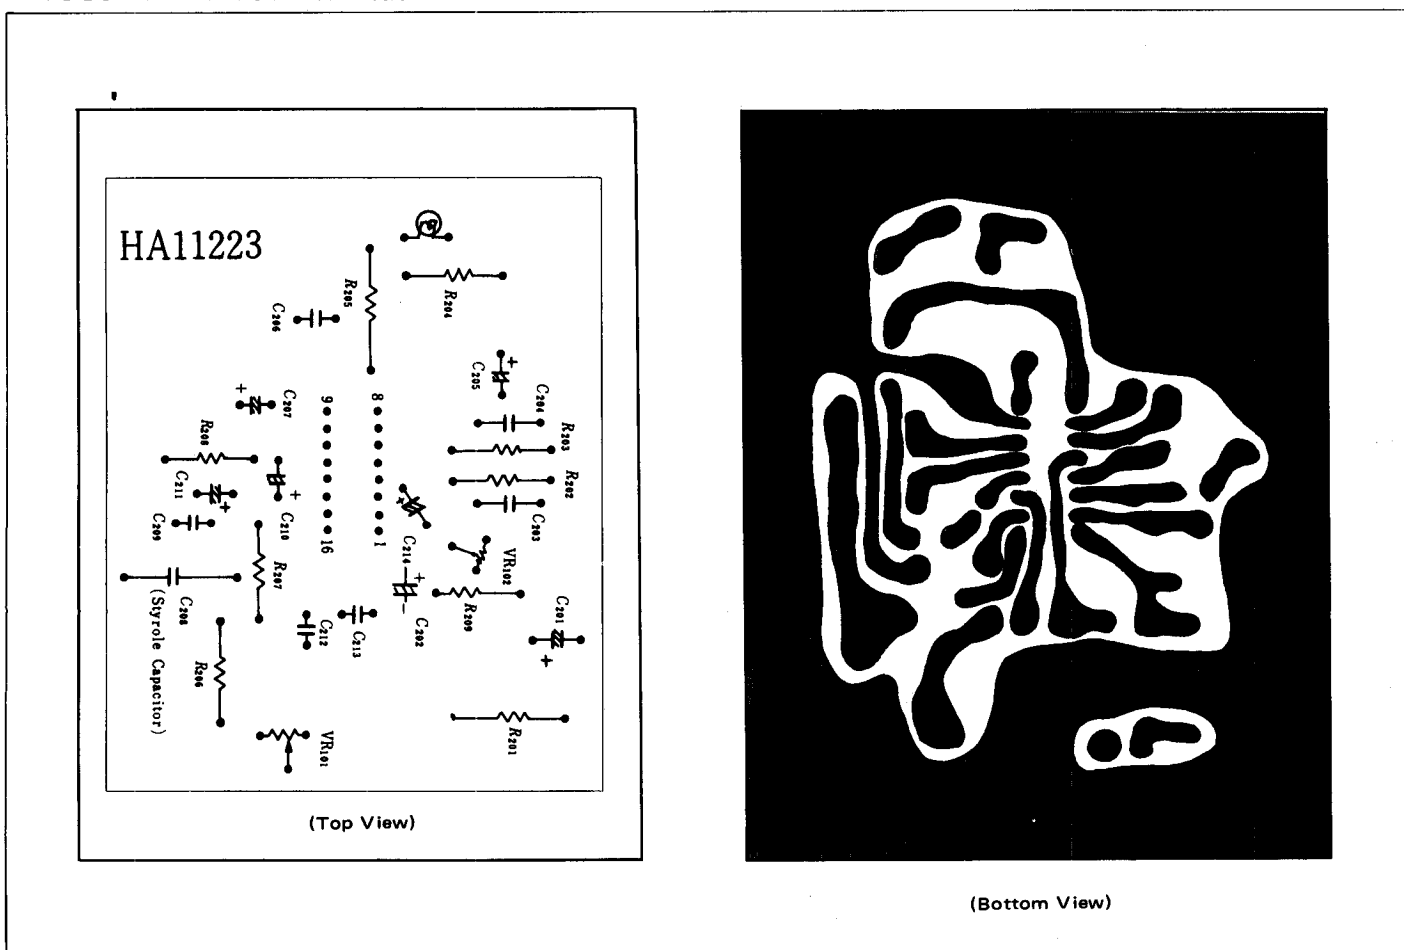 HA11223
R205
R204
C206
C205
C204
C207
9
8
R203
R208
R202
C211
C210
C209
16
1
C203
C214
VR102
R207
C208
(Styrole Capacitor)
C212
C213
C202
R209
C201
R206
VR101
R201
(Top View)
(Bottom View)